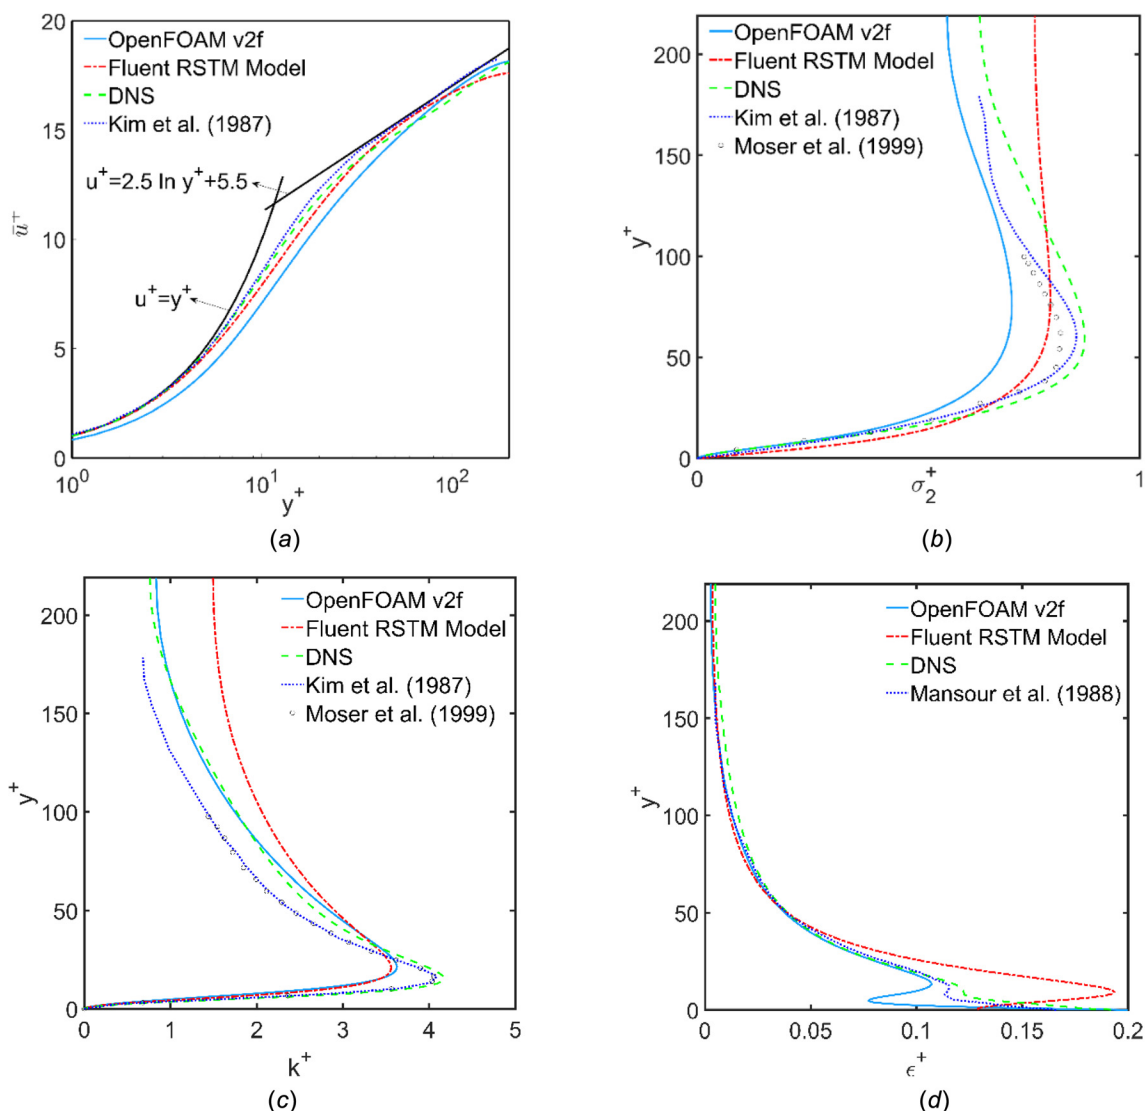 20
15
10
5
0
OpenFOAM v2f
Fluent RSTM Model
DNS
Kim et al. (1987)
u⁺=2.5 ln y⁺+5.5
u⁺=y⁺
ū⁺
10⁰
10¹
10²
y⁺
(a)
200
150
100
50
0
OpenFOAM v2f
Fluent RSTM Model
DNS
Kim et al. (1987)
Moser et al. (1999)
y⁺
0
1
σ₂⁺
(b)
200
150
100
50
0
OpenFOAM v2f
Fluent RSTM Model
DNS
Kim et al. (1987)
Moser et al. (1999)
y⁺
0
1
2
3
4
5
k⁺
(c)
200
150
100
50
0
OpenFOAM v2f
Fluent RSTM Model
DNS
Mansour et al. (1988)
y⁺
0
0.05
0.1
0.15
0.2
ϵ⁺
(d)